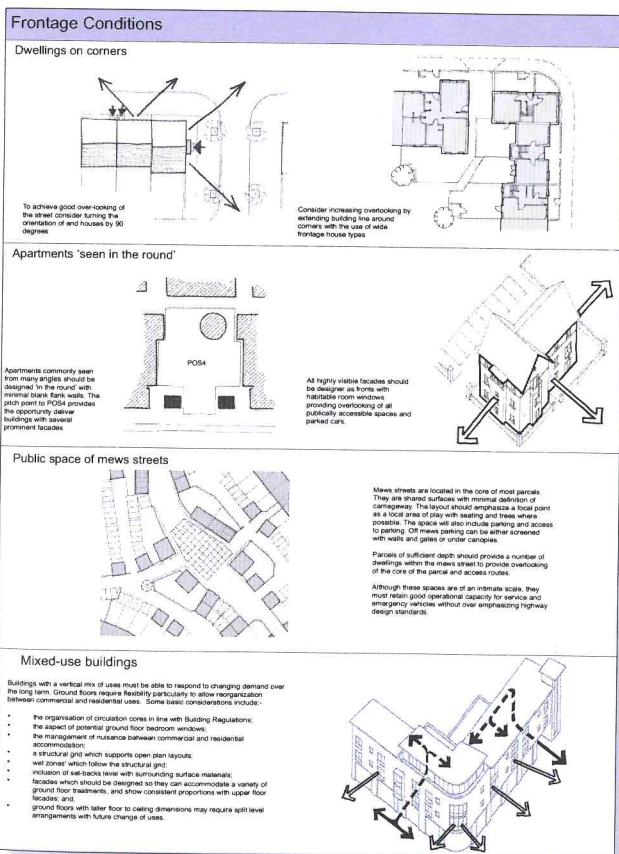 Frontage Conditions
Dwellings on corners
To achieve good over-looking of
the street consider turning the
orientation of end houses by 90
degrees
Consider increasing overlooking by
extending building line around
corners with the use of wide
frontage house types
Apartments 'seen in the round'
Apartments commonly seen
from many angles should be
designed 'in the round' with
minimal blank flank walls. The
pitch point to POS4 provides
the opportunity deliver
buildings with several
prominent facades
POS4
All highly visible facades should
be designer as fronts with
habitable room windows
providing overlooking of all
publically accessible spaces and
parked cars.
Public space of mews streets
Mews streets are located in the core of most parcels.
They are shared surfaces with minimal definition of
carriageway. The layout should emphasize a focal point
as a local area of play with seating and trees where
possible. The space will also include parking and access
to parking. Off mews parking can be either screened
with walls and gates or under canopies.
Parcels of sufficient depth should provide a number of
dwellings within the mews street to provide overlooking
of the core of the parcel and access routes.
Although these spaces are of an intimate scale, they
must retain good operational capacity for service and
emergency vehicles without over emphasizing highway
design standards.
Mixed-use buildings
Buildings with a vertical mix of uses must be able to respond to changing demand over
the long term. Ground floors require flexibility particularly to allow reorganization
between commercial and residential uses. Some basic considerations include:-
• the organisation of circulation cores in line with Building Regulations;
• the aspect of potential ground floor bedroom windows;
• the management of nuisance between commercial and residential
accommodation;
• a structural grid which supports open plan layouts;
• wet zones' which follow the structural grid;
• inclusion of set-backs level with surrounding surface materials;
• facades which should be designed so they can accommodate a variety of
ground floor treatments, and show consistent proportions with upper floor
facades; and,
• ground floors with taller floor to ceiling dimensions may require split level
arrangements with future change of uses.